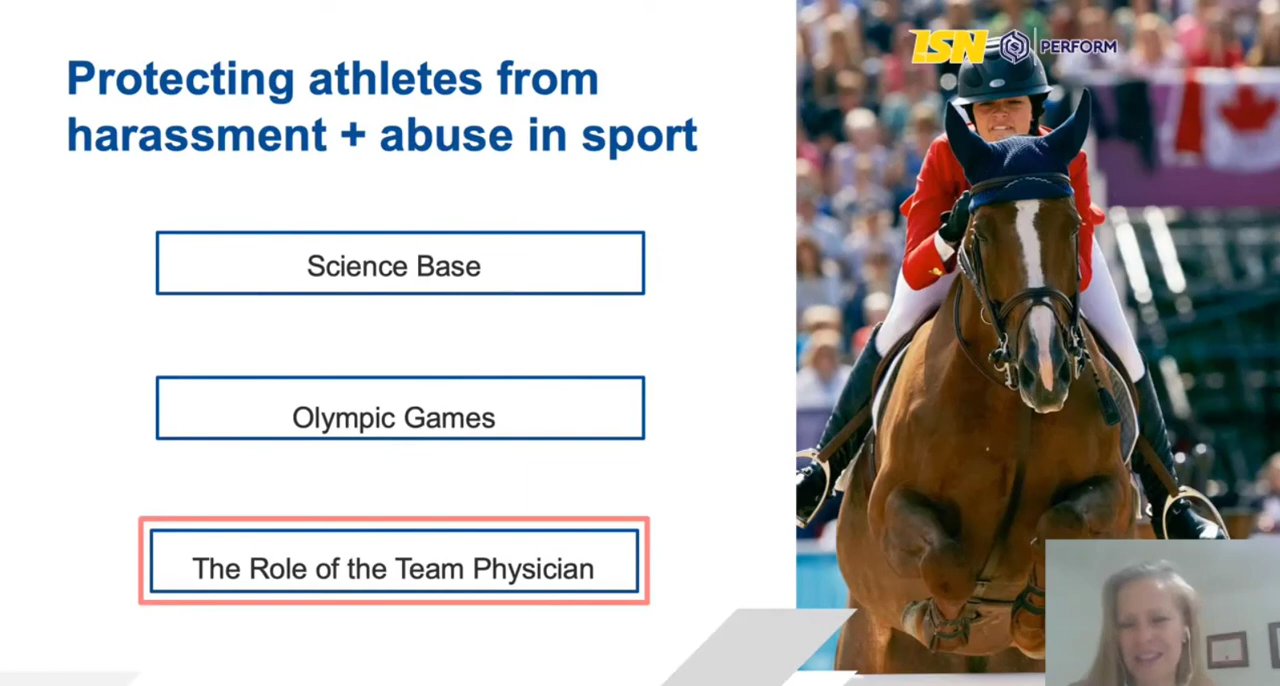 Protecting athletes from
harassment + abuse in sport
ISN PERFORM
Science Base
Olympic Games
The Role of the Team Physician